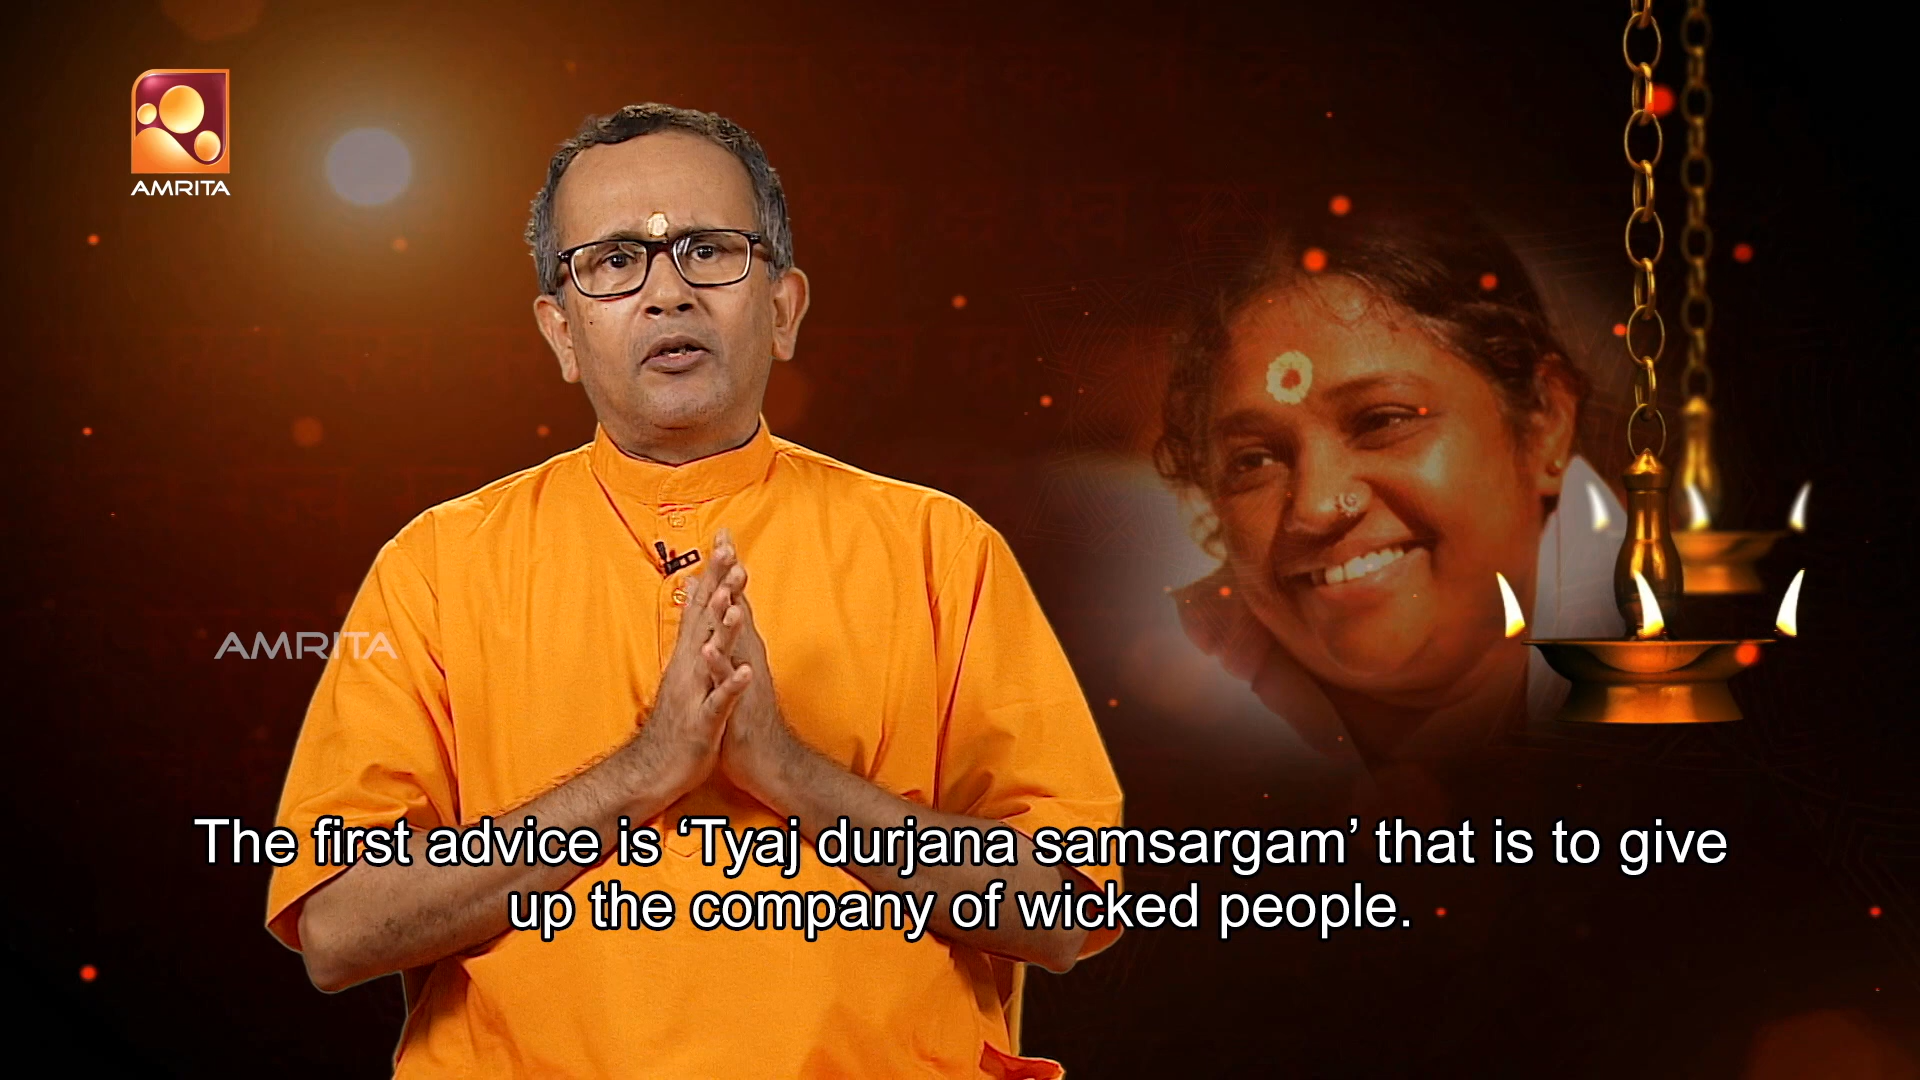 AMRITA
AMRITA
The first advice is ‘Tyaj durjana samsargam’ that is to give
up the company of wicked people.